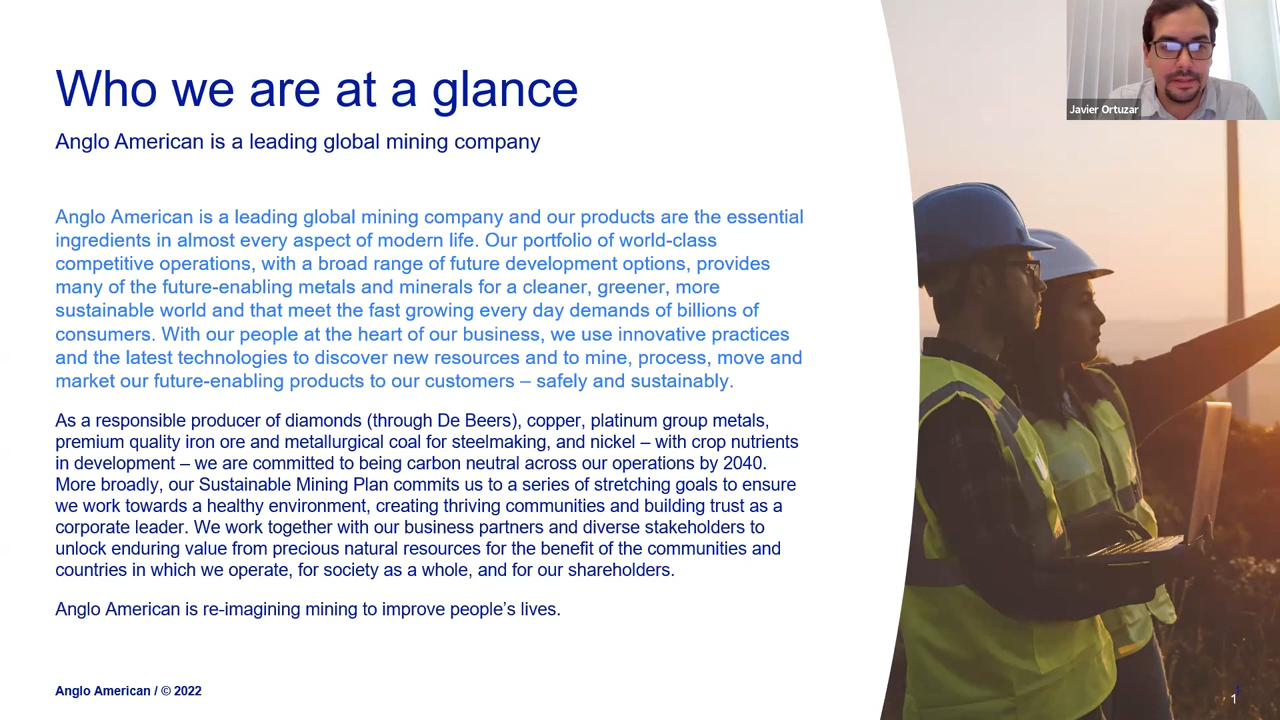 Who we are at a glance
Anglo American is a leading global mining company
Anglo American is a leading global mining company and our products are the essential
ingredients in almost every aspect of modern life. Our portfolio of world-class
competitive operations, with a broad range of future development options, provides
many of the future-enabling metals and minerals for a cleaner, greener, more
sustainable world and that meet the fast growing every day demands of billions of
consumers. With our people at the heart of our business, we use innovative practices
and the latest technologies to discover new resources and to mine, process, move and
market our future-enabling products to our customers – safely and sustainably.
As a responsible producer of diamonds (through De Beers), copper, platinum group metals,
premium quality iron ore and metallurgical coal for steelmaking, and nickel – with crop nutrients
in development – we are committed to being carbon neutral across our operations by 2040.
More broadly, our Sustainable Mining Plan commits us to a series of stretching goals to ensure
we work towards a healthy environment, creating thriving communities and building trust as a
corporate leader. We work together with our business partners and diverse stakeholders to
unlock enduring value from precious natural resources for the benefit of the communities and
countries in which we operate, for society as a whole, and for our shareholders.
Anglo American is re-imagining mining to improve people's lives.
Anglo American / © 2022
Javier Ortuzar
1